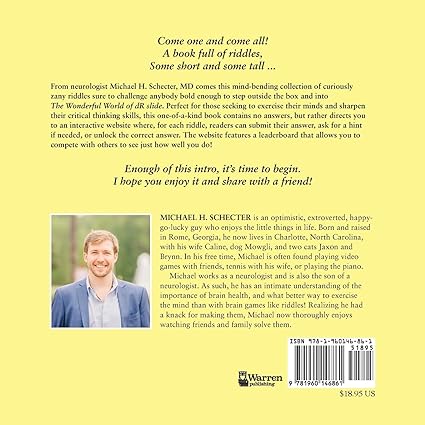 Come one and come all!
A book full of riddles,
Some short and some tall ...
From neurologist Michael H. Schecter, MD comes this mind-bending collection of curiously
zany riddles sure to challenge anybody bold enough to step outside the box and into
The Wonderful World of dR slide. Perfect for those seeking to exercise their minds and sharpen
their critical thinking skills, this one-of-a-kind book contains no answers, but rather directs you
to an interactive website where, for each riddle, readers can submit their answer, ask for a hint
if needed, or unlock the correct answer. The website features a leaderboard that allows you to
compete with others to see just how well you do!
Enough of this intro, it's time to begin.
I hope you enjoy it and share with a friend!
MICHAEL H. SCHECTER is an optimistic, extroverted, happy-
go-lucky guy who enjoys the little things in life. Born and raised
in Rome, Georgia, he now lives in Charlotte, North Carolina,
with his wife Caline, dog Mowgli, and two cats Jaxon and
Brynn. In his free time, Michael is often found playing video
games with friends, tennis with his wife, or playing the piano.
Michael works as a neurologist and is also the son of a
neurologist. As such, he has an intimate understanding of the
importance of brain health, and what better way to exercise
the mind than with brain games like riddles! Realizing he had
a knack for making them, Michael now thoroughly enjoys
watching friends and family solve them.
ISBN 978-1-960146-86-1
51895
9 781960 146861
Warren
publishing
$18.95 US